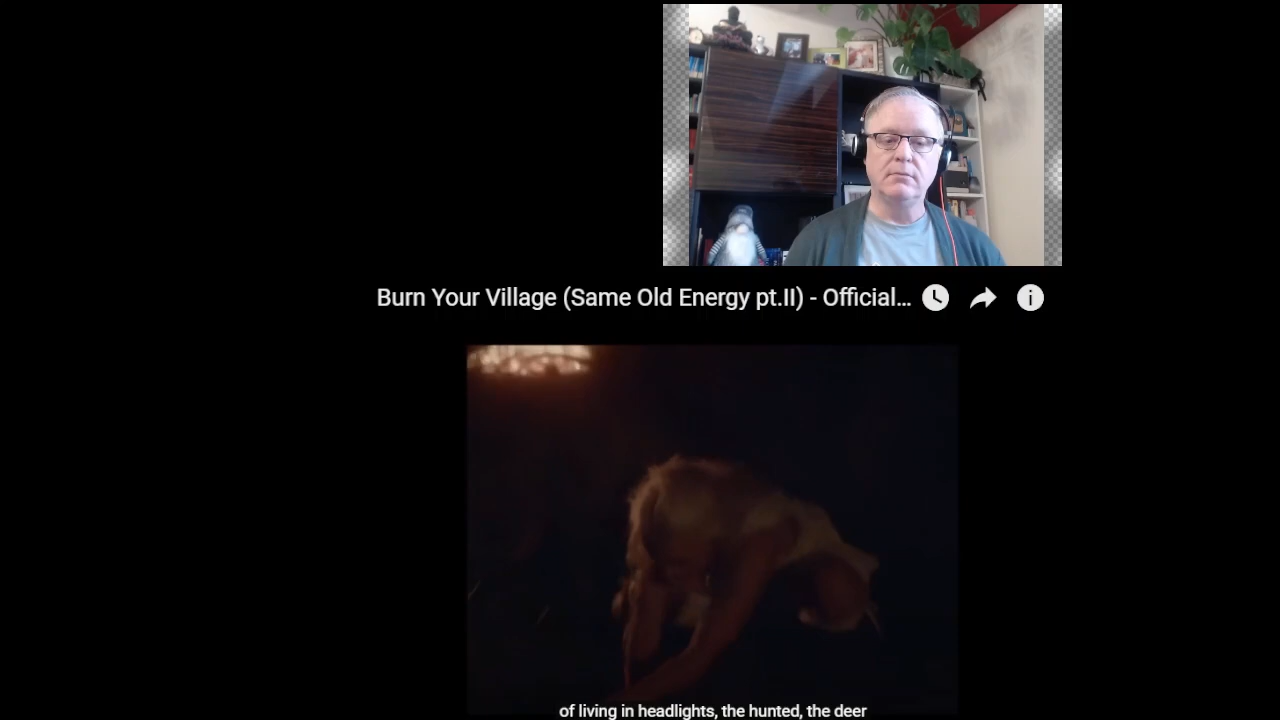 Burn Your Village (Same Old Energy pt.II) - Official...
of living in headlights, the hunted, the deer